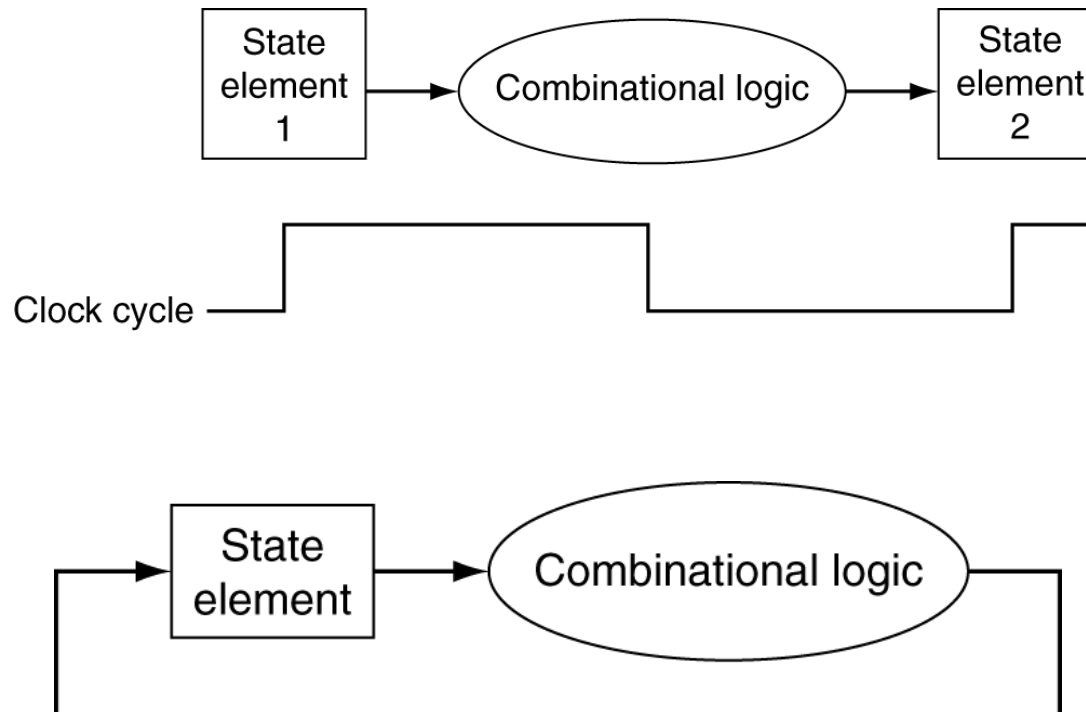 State
element
1
Combinational logic
State
element
2
Clock cycle
State
element
Combinational logic